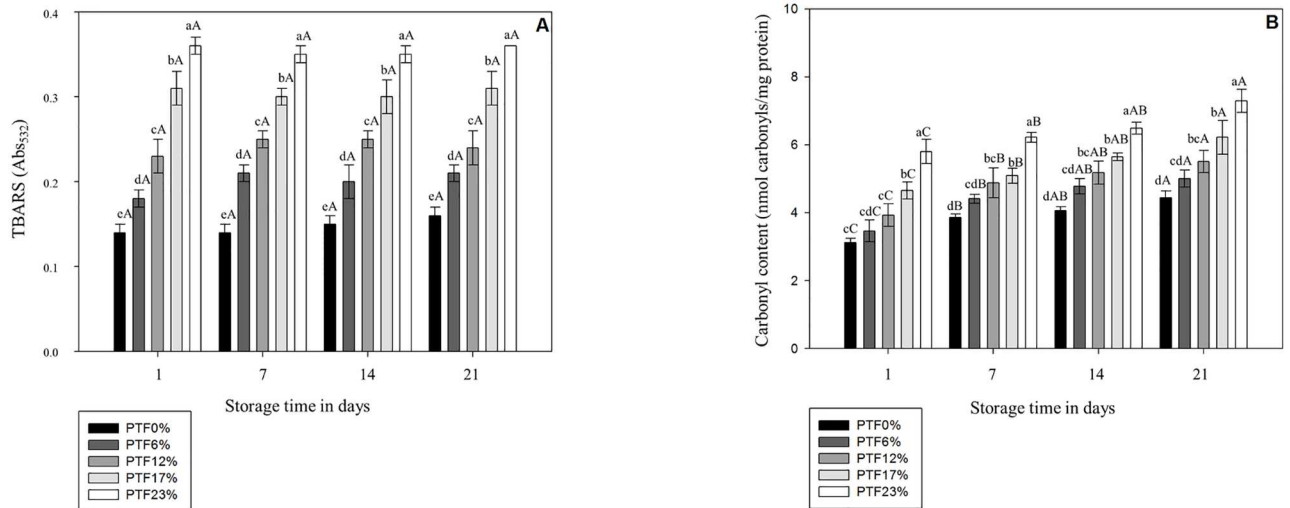 A
TBARS (Abs532)
0.4
0.3
0.2
0.1
0.0
eA dA cA bA aA
eA dA cA bA aA
eA dA cA bA aA
eA dA cA bA aA
1 7 14 21
Storage time in days
PTF0%
PTF6%
PTF12%
PTF17%
PTF23%
B
Carbonyl content (nmol carbonyls/mg protein)
10
8
6
4
2
0
cC cdC cC bC aC
dB cdB bcB bB aB
dAB cdAB bcAB bAB aAB
dA cdA bcA bA aA
1 7 14 21
Storage time in days
PTF0%
PTF6%
PTF12%
PTF17%
PTF23%